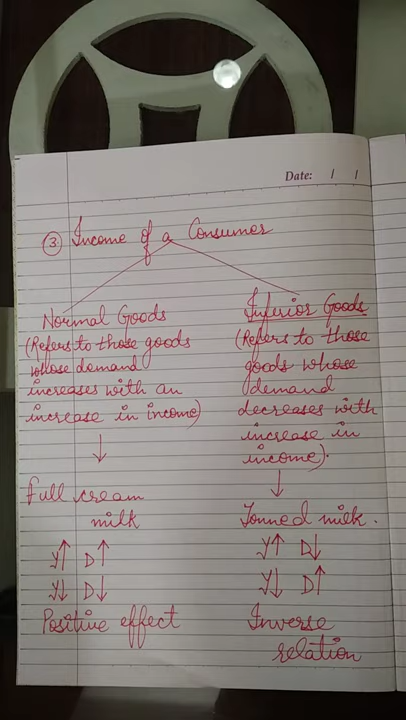 Date: / /
③ Income of a Consumer
Normal Goods
(Refers to those goods
whose demand
increases with an
increase in income)
↓
Full cream
milk
Y↑ D↑
Y↓ D↓
Positive effect
Inferior Goods
(Refers to those
goods whose
demand
decreases with
increase in
income).
↓
Tonned milk.
Y↑ D↓
Y↓ D↑
Inverse
relation